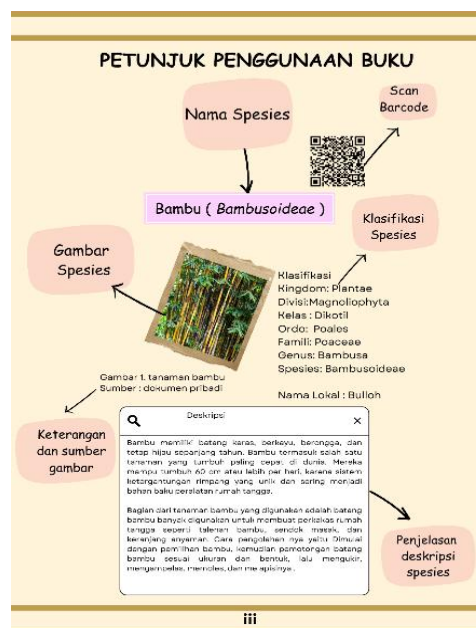 PETUNJUK PENGGUNAAN BUKU
Scan
Barcode
Nama Spesies
Bambu ( Bambusoideae )
Klasifikasi
Spesies
Gambar
Spesies
Klasifikasi
Kingdom: Plantae
Divisi:Magnoliophyta
Kelas : Dikotil
Ordo: Poales
Famili: Poaceae
Genus: Bambusa
Spesies: Bambusoideae
Nama Lokal : Bulloh
Gambar 1. tanaman bambu
Sumber : dokumen pribadi
Keterangan
dan sumber
gambar
Deskripsi
Bambu memiliki batang keras, berkayu, berongga, dan
tetap hijau sepanjang tahun. Bambu termasuk salah satu
tanaman yang tumbuh paling cepat di dunia. Mereka
mampu tumbuh 60 cm atau lebih per hari, karena sistem
ketergantungan rimpang yang unik dan sering menjadi
bahan baku peralatan rumah tangga.
Bagian dari tanaman bambu yang digunakan adalah batang
bambu banyak digunakan untuk membuat perkakas rumah
tangga seperti talenan bambu, sendok masak, dan
keranjang anyaman. Cara pengolahan nya yaitu Dimulai
dengan pemilihan bambu, kemudian pemotongan batang
bambu sesuai ukuran dan bentuk, lalu mengukir,
mengampelas, memoles, dan me apisinya .
Penjelasan
deskripsi
spesies
iii